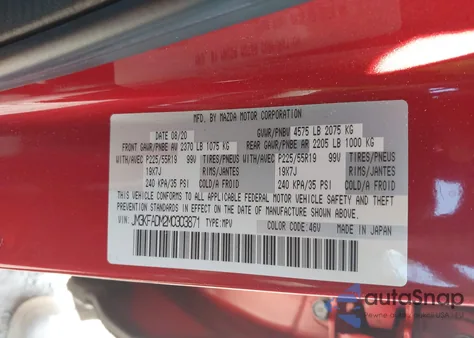 MFD. BY MAZDA MOTOR CORPORATION
DATE 08/20 GVWR/PNBV 4575 LB 2075 KG
FRONT GAWR/PNBE AV 2370 LB 1075 KG REAR GAWR/PNBE AR 2205 LB 1000 KG
WITH/AVEC P225/55R19 99V TIRES/PNEUS WITH/AVEC P225/55R19 99V TIRES/PNEUS
19X7J RIMS/JANTES 19X7J RIMS/JANTES
240 KPA/35 PSI COLD/A FROID 240 KPA/35 PSI COLD/A FROID
THIS VEHICLE CONFORMS TO ALL APPLICABLE FEDERAL MOTOR VEHICLE SAFETY AND THEFT
PREVENTION STANDARDS IN EFFECT ON THE DATE OF MANUFACTURE SHOWN ABOVE.
VIN: JM3KFADM2M0303871 TYPE:MPV COLOR CODE:46V MADE IN JAPAN
autoSnap